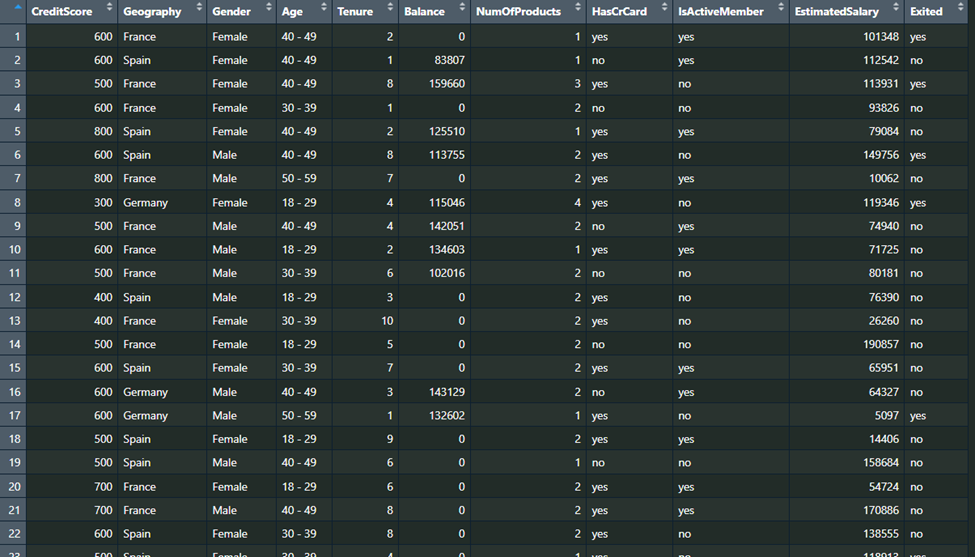 CreditScore Geography Gender Age Tenure Balance NumOfProducts HasCrCard IsActiveMember EstimatedSalary Exited
1 600 France Female 40 - 49 2 0 1 yes yes 101348 yes
2 600 Spain Female 40 - 49 1 83807 1 no yes 112542 no
3 500 France Female 40 - 49 8 159660 3 yes no 113931 yes
4 600 France Female 30 - 39 1 0 2 no no 93826 no
5 800 Spain Female 40 - 49 2 125510 1 yes yes 79084 no
6 600 Spain Male 40 - 49 8 113755 2 yes no 149756 yes
7 800 France Male 50 - 59 7 0 2 yes yes 10062 no
8 300 Germany Female 18 - 29 4 115046 4 yes no 119346 yes
9 500 France Male 40 - 49 4 142051 2 no yes 74940 no
10 600 France Male 18 - 29 2 134603 1 yes yes 71725 no
11 500 France Male 30 - 39 6 102016 2 no no 80181 no
12 400 Spain Male 18 - 29 3 0 2 yes no 76390 no
13 400 France Female 30 - 39 10 0 2 yes no 26260 no
14 500 France Female 18 - 29 5 0 2 no no 190857 no
15 600 Spain Female 30 - 39 7 0 2 yes yes 65951 no
16 600 Germany Male 40 - 49 3 143129 2 no yes 64327 no
17 600 Germany Male 50 - 59 1 132602 1 yes no 5097 yes
18 500 Spain Female 18 - 29 9 0 2 yes yes 14406 no
19 500 Spain Male 40 - 49 6 0 1 no no 158684 no
20 700 France Female 18 - 29 6 0 2 yes yes 54724 no
21 700 France Male 40 - 49 8 0 2 yes yes 170886 no
22 600 Spain Female 30 - 39 8 0 2 yes no 138555 no
23 500 Spain Female 30 - 39 4 0 1 yes no 118913 yes